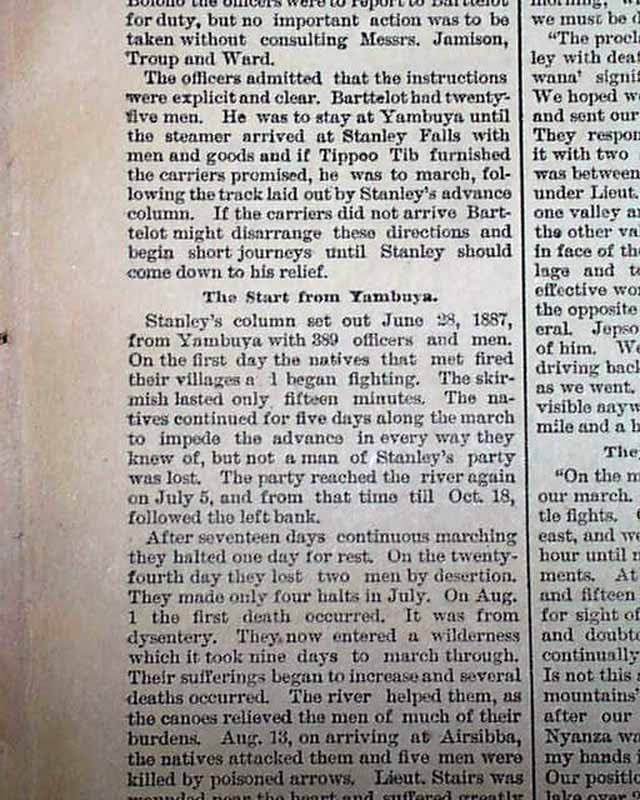 Bolobo the officers were to report to Barttelot
for duty, but no important action was to be
taken without consulting Messrs. Jamison,
Troup and Ward.
The officers admitted that the instructions
were explicit and clear. Barttelot had twenty-
five men. He was to stay at Yambuya until
the steamer arrived at Stanley Falls with
men and goods and if Tippoo Tib furnished
the carriers promised, he was to march, fol-
lowing the track laid out by Stanley's advance
column. If the carriers did not arrive Bart-
telot might disarrange these directions and
begin short journeys until Stanley should
come down to his relief.
The Start from Yambuya.
Stanley's column set out June 28, 1887,
from Yambuya with 389 officers and men.
On the first day the natives that met fired
their villages a 1 began fighting. The skir-
mish lasted only fifteen minutes. The na-
tives continued for five days along the march
to impede the advance in every way they
knew of, but not a man of Stanley's party
was lost. The party reached the river again
on July 5, and from that time till Oct. 18,
followed the left bank.
After seventeen days continuous marching
they halted one day for rest. On the twenty-
fourth day they lost two men by desertion.
They made only four halts in July. On Aug.
1 the first death occurred. It was from
dysentery. They now entered a wilderness
which it took nine days to march through.
Their sufferings began to increase and several
deaths occurred. The river helped them, as
the canoes relieved the men of much of their
burdens. Aug. 13, on arriving at Airsibba,
the natives attacked them and five men were
killed by poisoned arrows. Lieut. Stairs was
wounded near the heart and suffered greatly
we must be
"The
ley with
wana'
We hoped
and sent our
They
it with two
was between
under Lieut.
one valley
the other
in face of
lage and
effective
the opposite
eral.
of him.
driving back
as we went.
visible
mile and a
"On the
our march.
tle fights.
east, and
hour until
ments. At
and fifteen
for sight of
and
continually
Is not this
mountains'
after our
Nyanza
my hands
Our
lake over